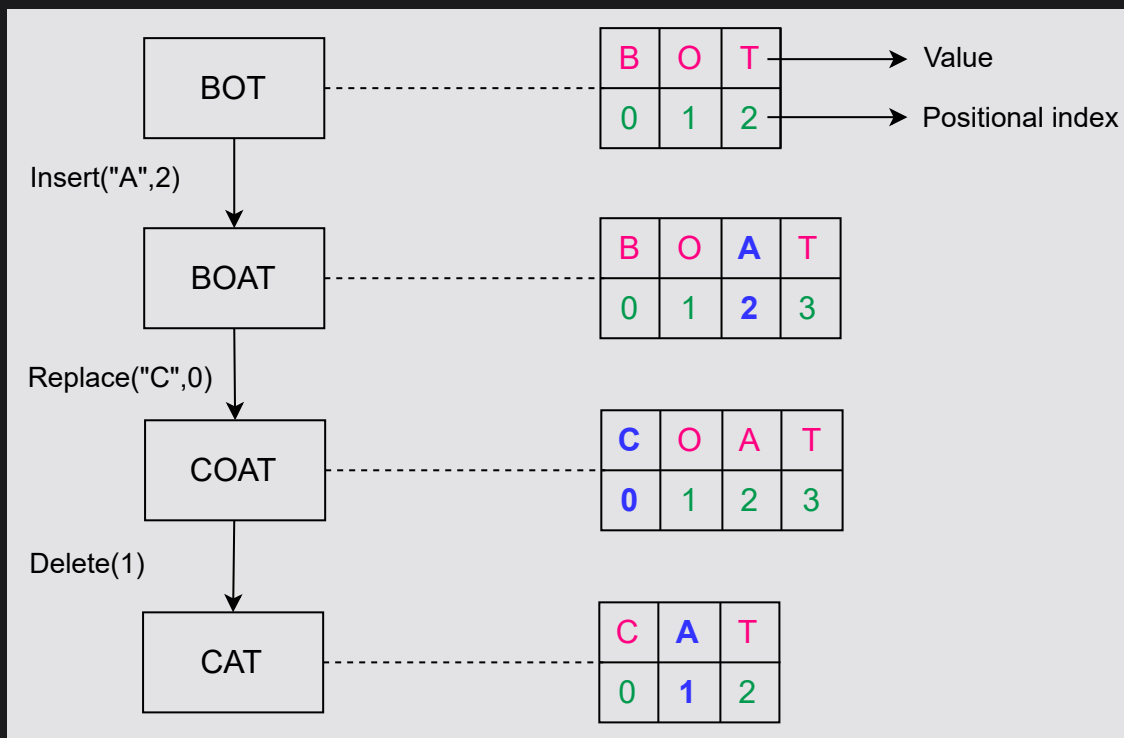 BOT
B O T
Value
0 1 2
Positional index
Insert("A",2)
BOAT
B O A T
0 1 2 3
Replace("C",0)
COAT
C O A T
0 1 2 3
Delete(1)
CAT
C A T
0 1 2